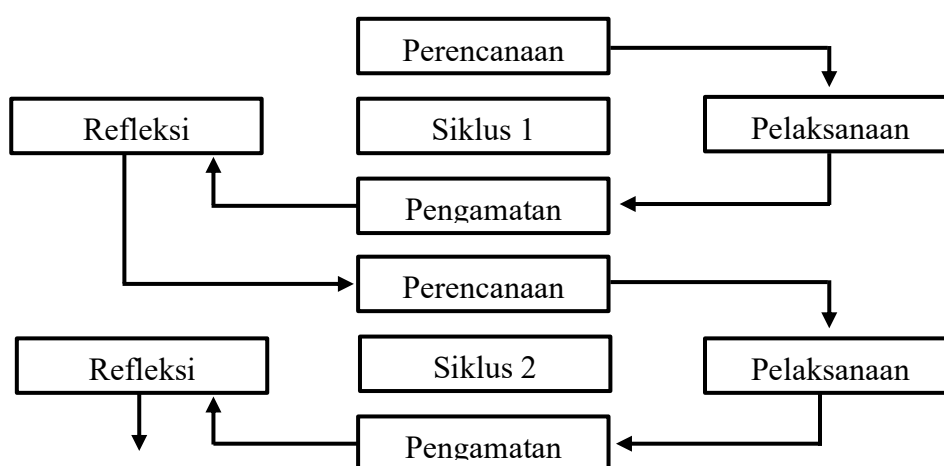 Perencanaan
Refleksi
Siklus 1
Pelaksanaan
Pengamatan
Perencanaan
Refleksi
Siklus 2
Pelaksanaan
Pengamatan